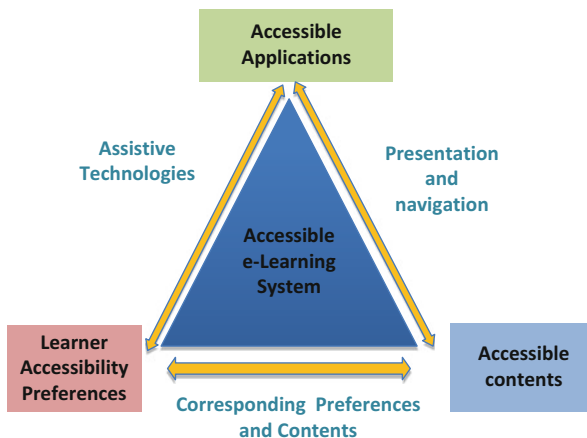 Accessible
Applications
Assistive
Technologies
Presentation
and
navigation
Accessible
e-Learning
System
Learner
Accessibility
Preferences
Accessible
contents
Corresponding Preferences
and Contents